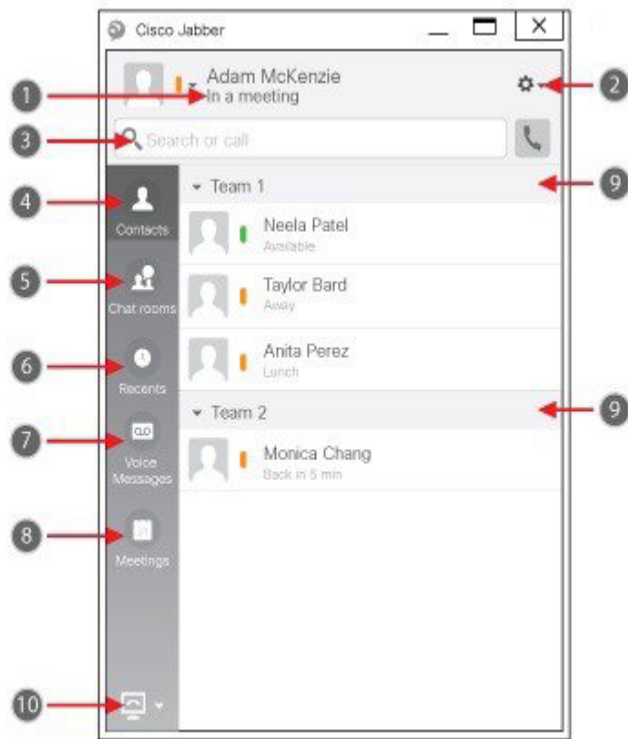 Cisco Jabber
Adam McKenzie
1
In a meeting
2
3
Search or call
4
Contacts
Team 1
9
Neela Patel
Available
5
Chat rooms
Taylor Bard
Away
6
Recents
Anita Perez
Lunch
7
Voice
Messages
Team 2
9
Monica Chang
Back in 5 min
8
Meetings
10